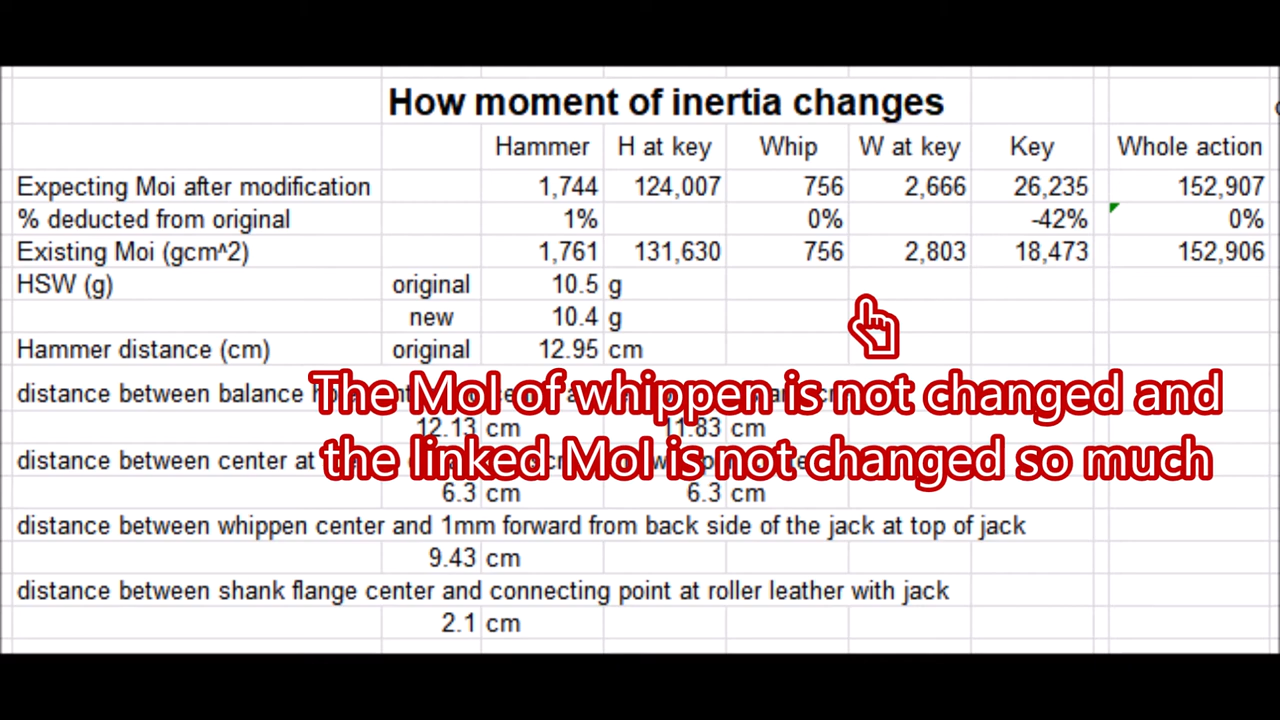 How moment of inertia changes
Hammer H at key Whip W at key Key Whole action
Expecting Moi after modification 1,744 124,007 756 2,666 26,235 152,907
% deducted from original 1% 0% -42% 0%
Existing Moi (gcm^2) 1,761 131,630 756 2,803 18,473 152,906
HSW (g) original 10.5 g
new 10.4 g
Hammer distance (cm) original 12.95 cm
distance between balance
The MoI of whippen is not changed and
12.13 cm 11.83 cm
distance between center at
the linked MoI is not changed so much
6.3 cm 6.3 cm
distance between whippen center and 1mm forward from back side of the jack at top of jack
9.43 cm
distance between shank flange center and connecting point at roller leather with jack
2.1 cm